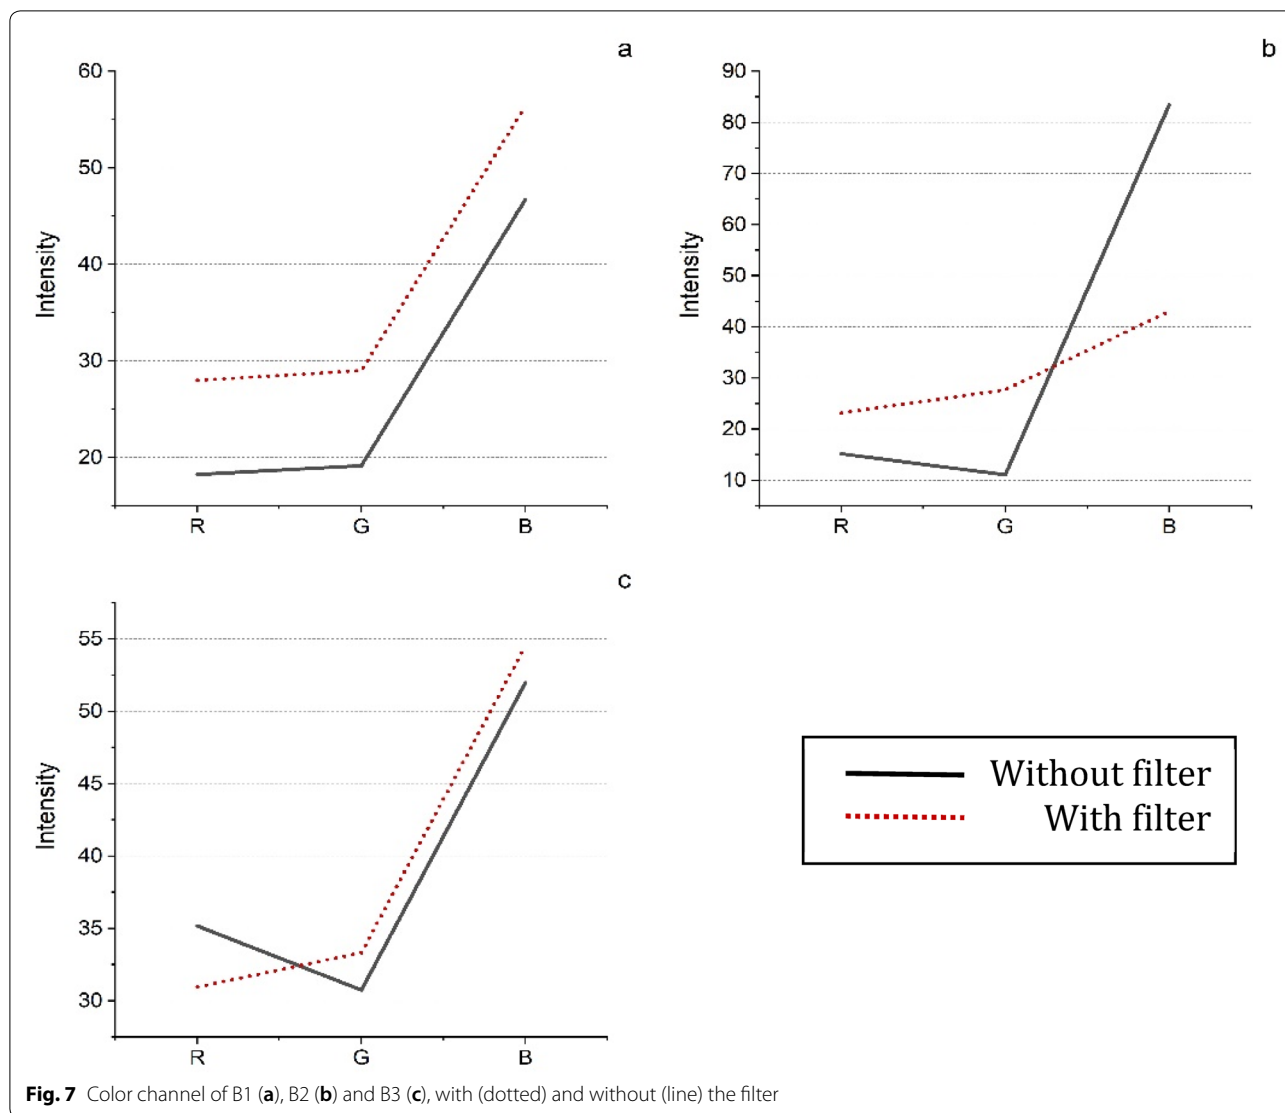 a
60
50
40
30
20
Intensity
R G B
b
90
80
70
60
50
40
30
20
10
Intensity
R G B
c
55
50
45
40
35
30
Intensity
R G B
Without filter
With filter
Fig. 7 Color channel of B1 (a), B2 (b) and B3 (c), with (dotted) and without (line) the filter